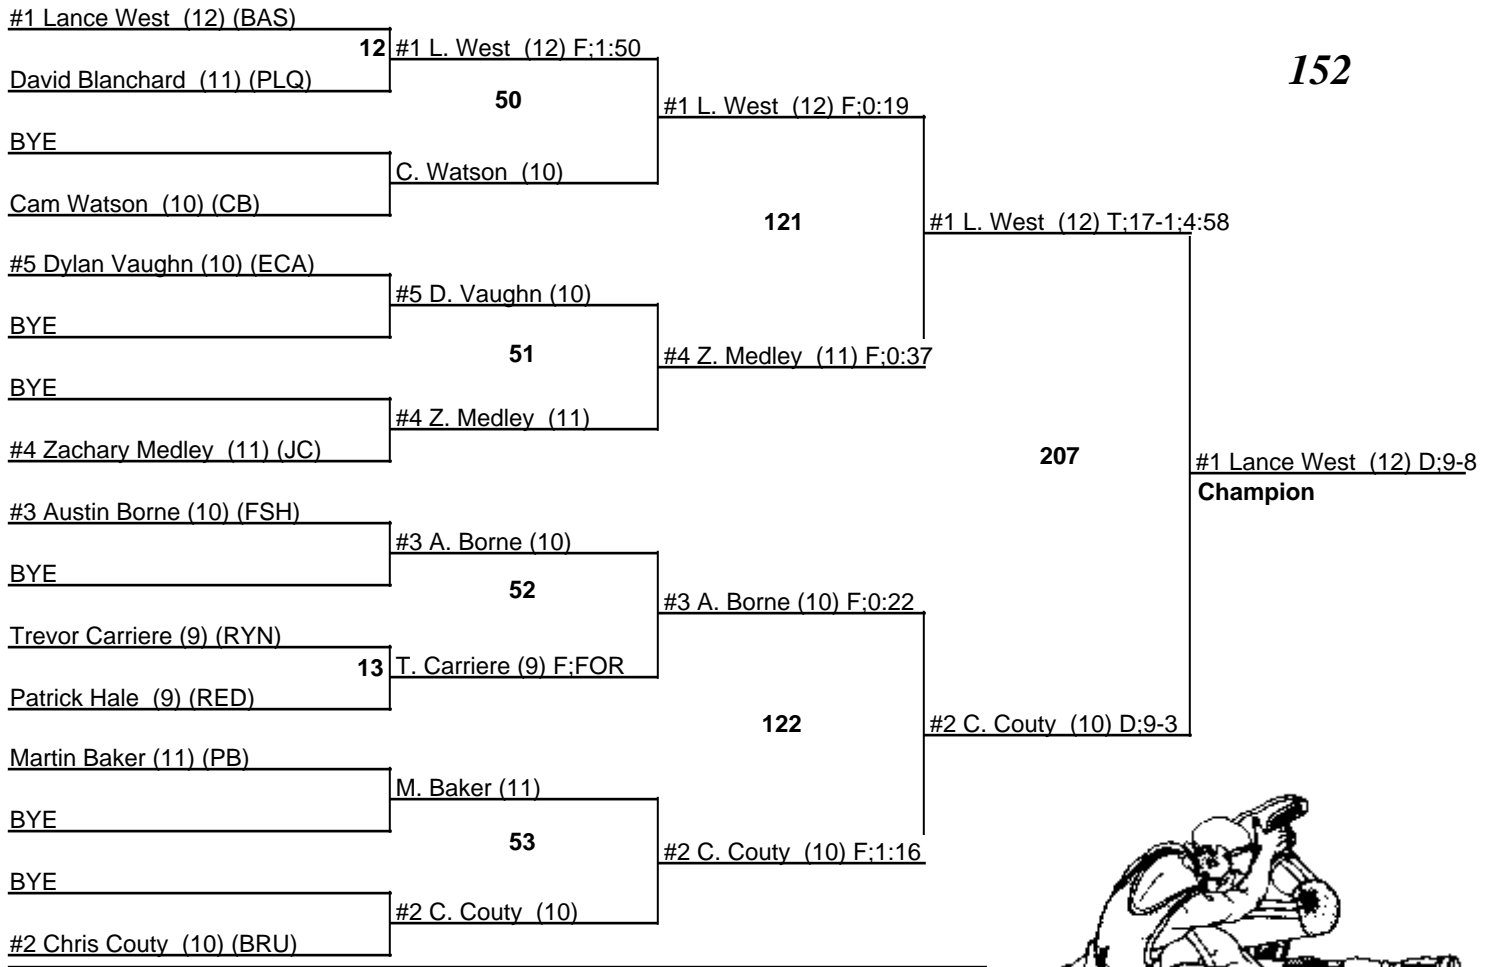 #1 Lance West (12) (BAS)
12 #1 L. West (12) F;1:50
152
David Blanchard (11) (PLQ)
50
#1 L. West (12) F;0:19
BYE
C. Watson (10)
Cam Watson (10) (CB)
121
#1 L. West (12) T;17-1;4:58
#5 Dylan Vaughn (10) (ECA)
#5 D. Vaughn (10)
BYE
51
#4 Z. Medley (11) F;0:37
BYE
#4 Z. Medley (11)
#4 Zachary Medley (11) (JC)
207
#1 Lance West (12) D;9-8
Champion
#3 Austin Borne (10) (FSH)
#3 A. Borne (10)
BYE
52
#3 A. Borne (10) F;0:22
Trevor Carriere (9) (RYN)
13 T. Carriere (9) F;FOR
Patrick Hale (9) (RED)
122
#2 C. Couty (10) D;9-3
Martin Baker (11) (PB)
M. Baker (11)
BYE
53
#2 C. Couty (10) F;1:16
BYE
#2 C. Couty (10)
#2 Chris Couty (10) (BRU)